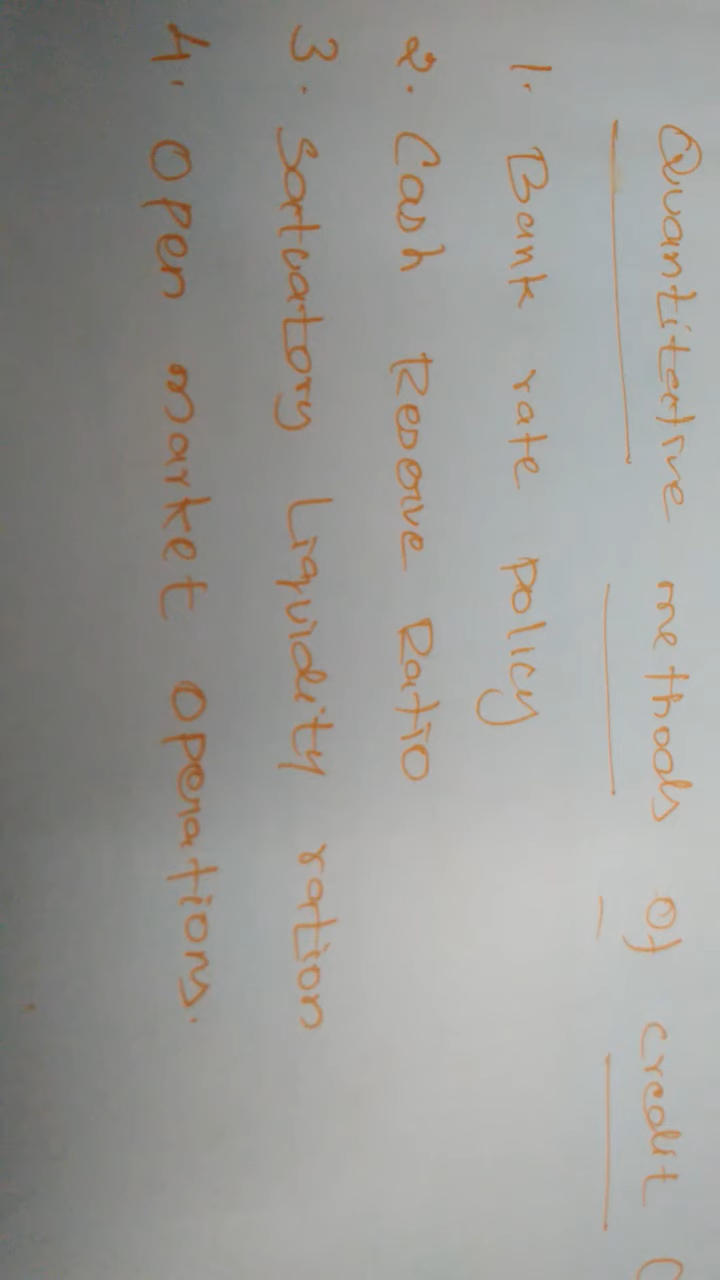 Quantitative methods of credit
1. Bank rate policy
2. Cash Reserve Ratio
3. Sartuatory Liquidity ration
4. Open market operations.